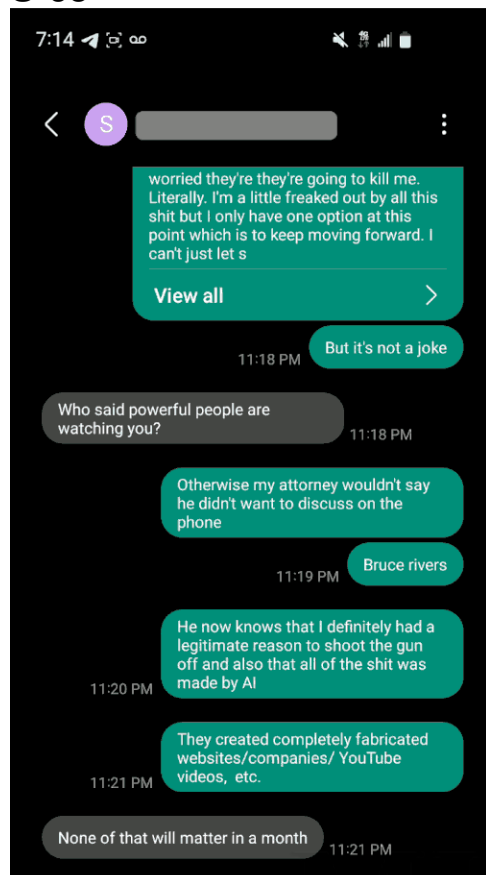 7:14
S
worried they're they're going to kill me.
Literally. I'm a little freaked out by all this
shit but I only have one option at this
point which is to keep moving forward. I
can't just let s
View all
But it's not a joke
11:18 PM
Who said powerful people are
watching you?
11:18 PM
Otherwise my attorney wouldn't say
he didn't want to discuss on the
phone
Bruce rivers
11:19 PM
He now knows that I definitely had a
legitimate reason to shoot the gun
off and also that all of the shit was
made by AI
11:20 PM
They created completely fabricated
websites/companies/ YouTube
videos,  etc.
11:21 PM
None of that will matter in a month
11:21 PM